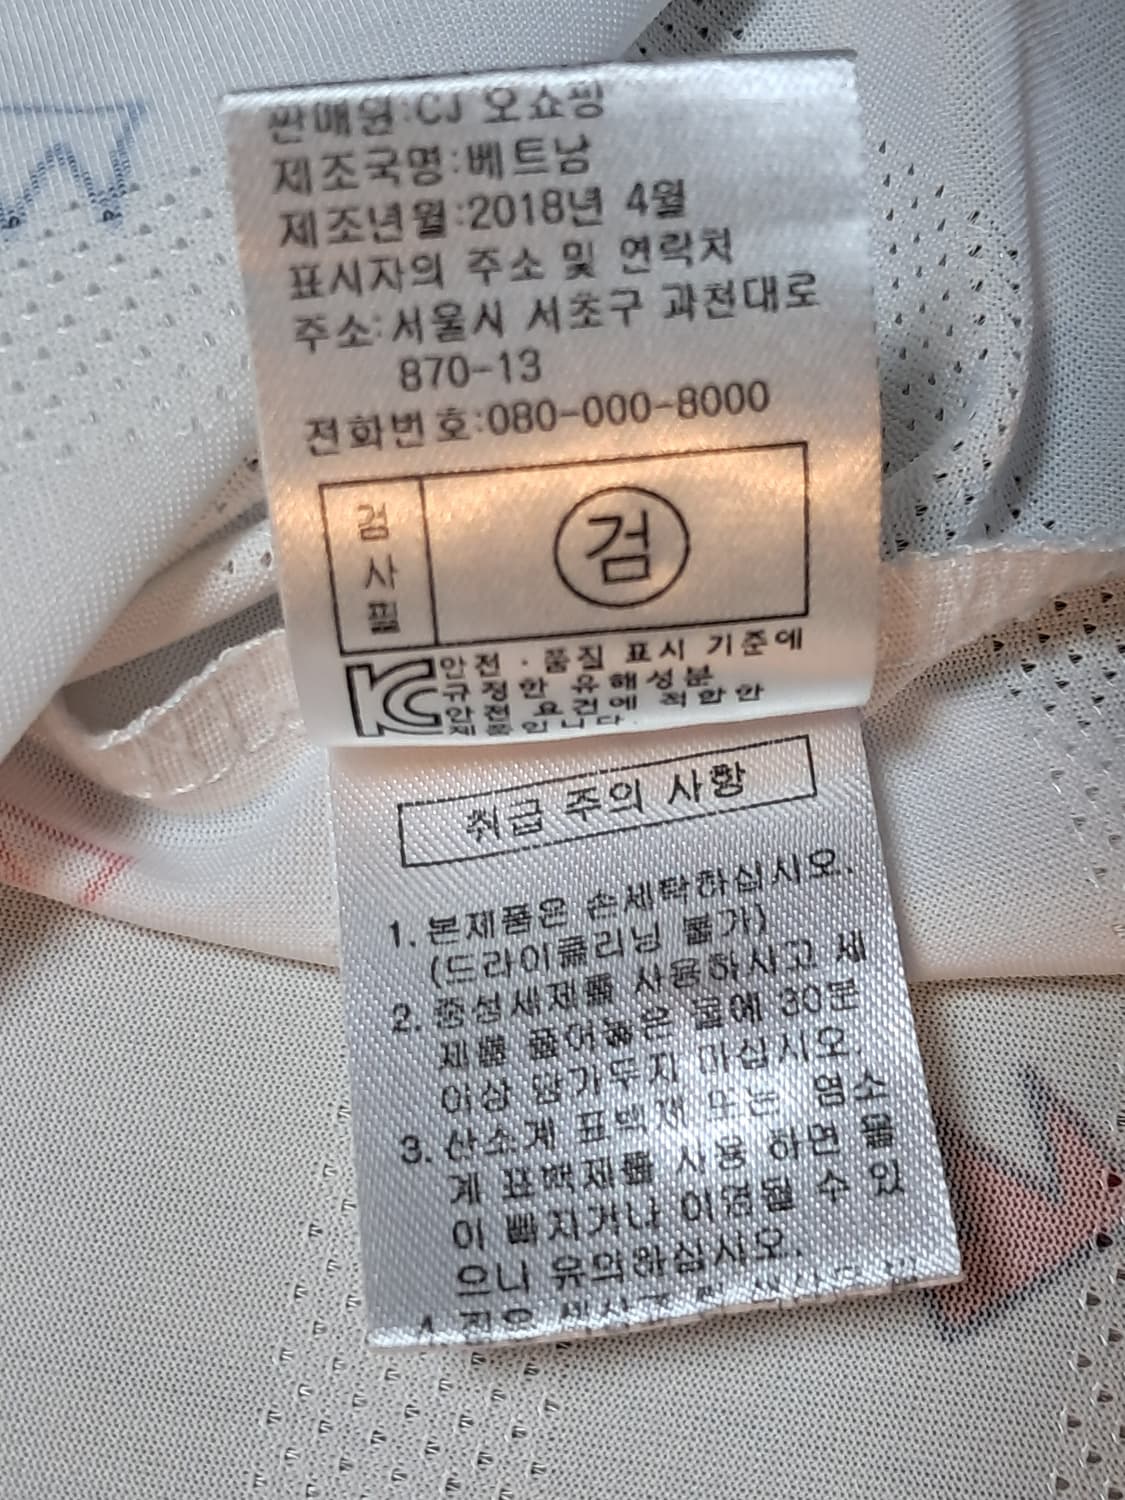 판매원:CJ 오쇼핑
제조국명:베트남
제조년월:2018년 4월
표시자의 주소 및 연락처
주소:서울시 서초구 과천대로
870-13
전화번호:080-000-8000
검사필
검
KC
안전·품질 표시 기준에
규정한 유해성분
안전 요건에 적합한
제품입니다.
취급 주의 사항
1. 본제품은 손세탁하십시오.
(드라이클리닝 불가)
2. 중성세제를 사용하시고 세
제를 풀어놓은 물에 30분
이상 담가두지 마십시오.
3. 산소계 표백제 또는 염소
계 표백제를 사용 하면 물
이 빠지거나 이염될 수 있
으니 유의하십시오.
4. 진은 색상